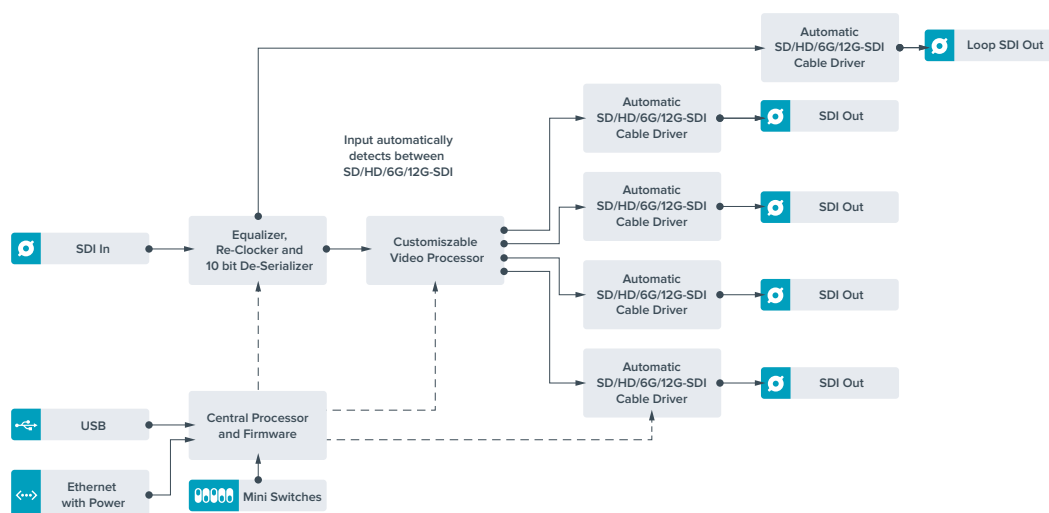 Automatic
SD/HD/6G/12G-SDI
Cable Driver
Loop SDI Out
Automatic
SD/HD/6G/12G-SDI
Cable Driver
SDI Out
Input automatically
detects between
SD/HD/6G/12G-SDI
Automatic
SD/HD/6G/12G-SDI
Cable Driver
SDI Out
SDI In
Equalizer,
Re-Clocker and
10 bit De-Serializer
Customiszable
Video Processor
Automatic
SD/HD/6G/12G-SDI
Cable Driver
SDI Out
Automatic
SD/HD/6G/12G-SDI
Cable Driver
SDI Out
USB
Central Processor
and Firmware
Ethernet
with Power
Mini Switches